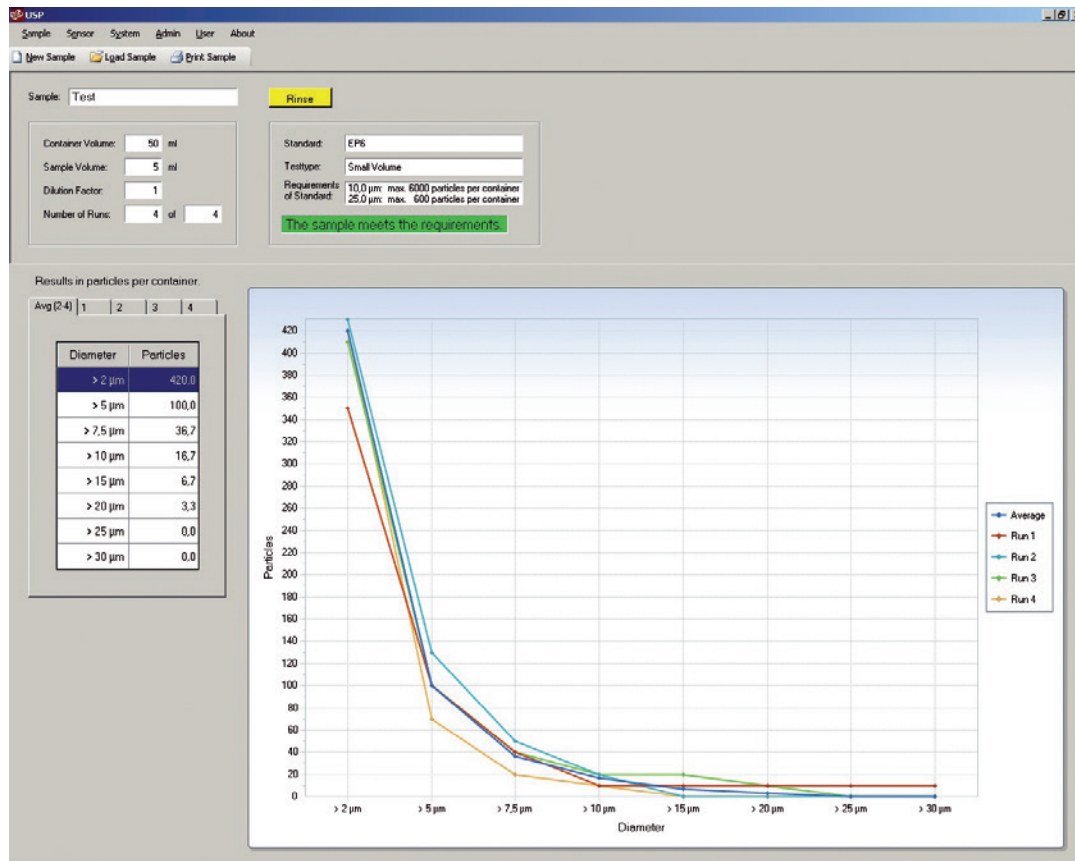 USP
Sample Sensor System Admin User About
New Sample Load Sample Print Sample
Sample: Test
Rinse
Container Volume: 50 ml
Sample Volume: 5 ml
Dilution Factor: 1
Number of Runs: 4 of 4
Standard: EP6
Testtype: Small Volume
Requirements of Standard:
10,0 µm: max. 6000 particles per container
25,0 µm: max. 600 particles per container
The sample meets the requirements.
Results in particles per container.
Avg (2-4) 1 2 3 4
Diameter Particles
> 2 µm 420,0
> 5 µm 100,0
> 7,5 µm 36,7
> 10 µm 16,7
> 15 µm 6,7
> 20 µm 3,3
> 25 µm 0,0
> 30 µm 0,0
Particles
420
400
380
360
340
320
300
280
260
240
220
200
180
160
140
120
100
80
60
40
20
0
> 2 µm > 5 µm > 7,5 µm > 10 µm > 15 µm > 20 µm > 25 µm > 30 µm
Diameter
Average
Run 1
Run 2
Run 3
Run 4